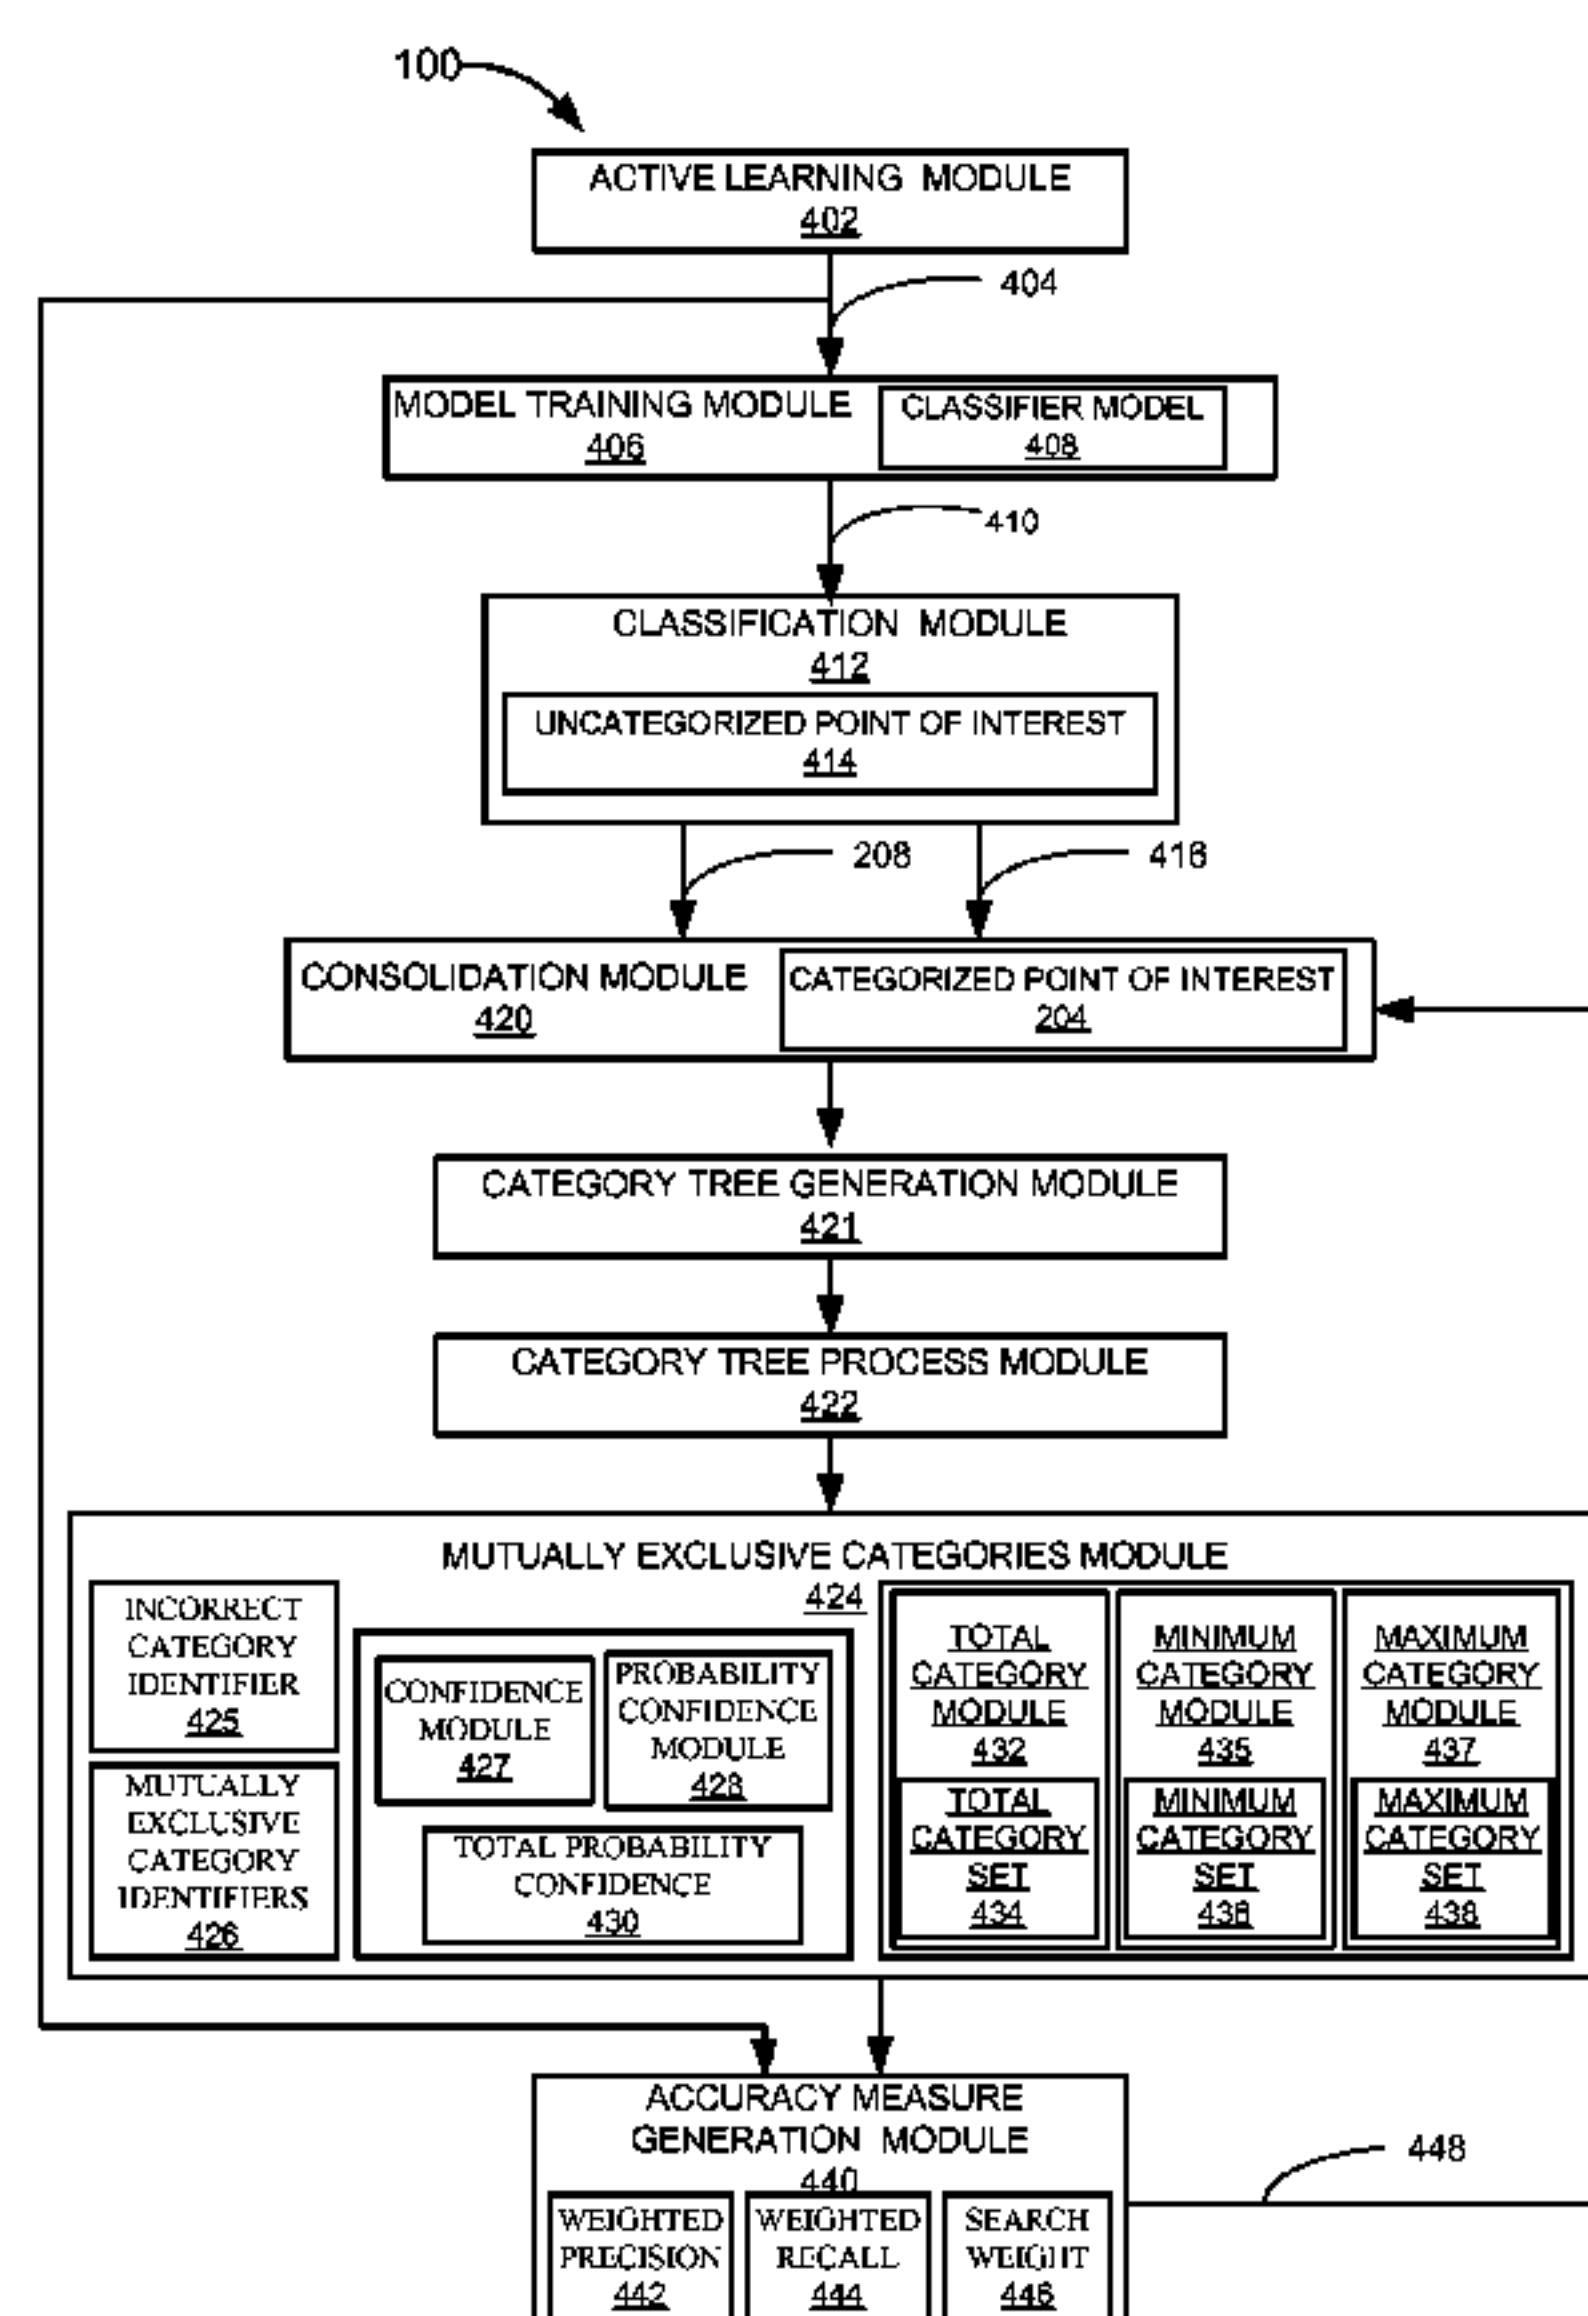 100
ACTIVE LEARNING MODULE
402
404
MODEL TRAINING MODULE
406
CLASSIFIER MODEL
408
410
CLASSIFICATION MODULE
412
UNCATEGORIZED POINT OF INTEREST
414
208
416
CONSOLIDATION MODULE
420
CATEGORIZED POINT OF INTEREST
204
CATEGORY TREE GENERATION MODULE
421
CATEGORY TREE PROCESS MODULE
422
MUTUALLY EXCLUSIVE CATEGORIES MODULE
424
INCORRECT
CATEGORY
IDENTIFIER
425
MUTUALLY
EXCLUSIVE
CATEGORY
IDENTIFIERS
426
CONFIDENCE
MODULE
427
PROBABILITY
CONFIDENCE
MODULE
428
TOTAL PROBABILITY
CONFIDENCE
430
TOTAL
CATEGORY
MODULE
432
TOTAL
CATEGORY
SET
434
MINIMUM
CATEGORY
MODULE
435
MINIMUM
CATEGORY
SET
436
MAXIMUM
CATEGORY
MODULE
437
MAXIMUM
CATEGORY
SET
438
ACCURACY MEASURE
GENERATION MODULE
440
WEIGHTED
PRECISION
442
WEIGHTED
RECALL
444
SEARCH
WEIGHT
446
448